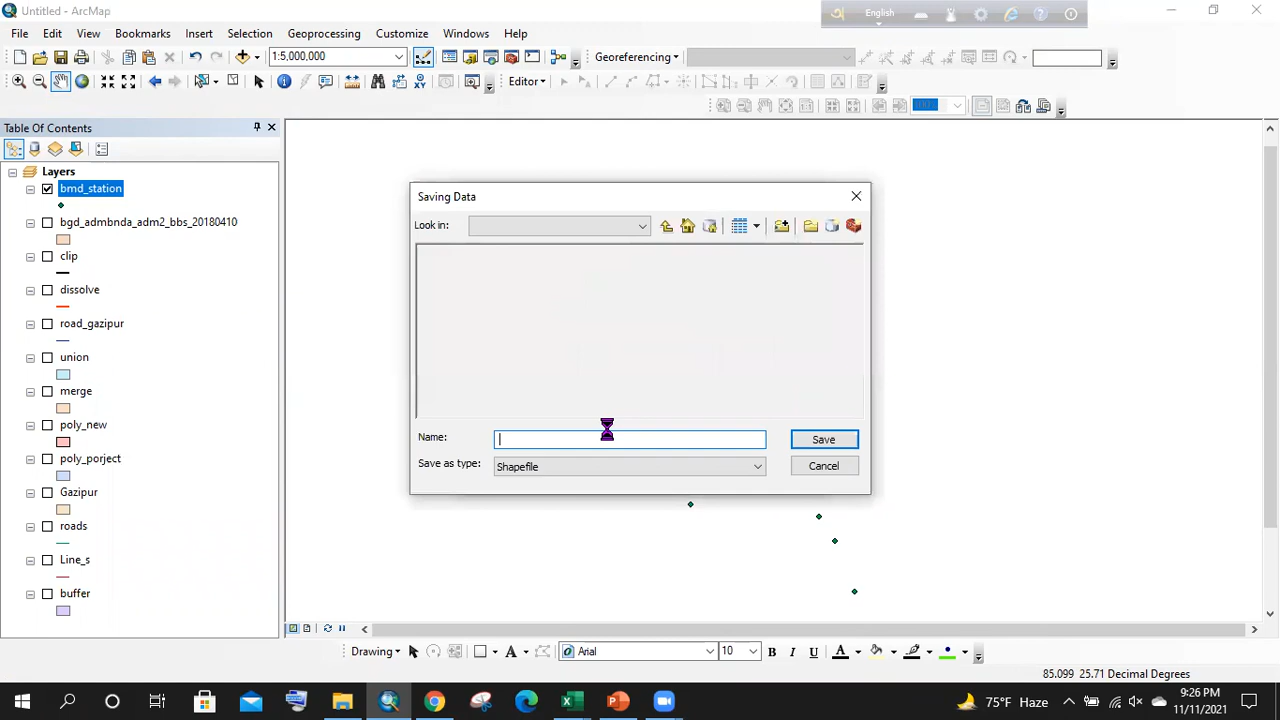 Untitled - ArcMap
English
File Edit View Bookmarks Insert Selection Geoprocessing Customize Windows Help
1:5,000,000
Georeferencing
Editor
Table Of Contents
Layers
bmd_station
bgd_admbnda_adm2_bbs_20180410
clip
dissolve
road_gazipur
union
merge
poly_new
poly_porject
Gazipur
roads
Line_s
buffer
Saving Data
Look in:
Name:
Save
Save as type:
Shapefile
Cancel
Drawing
A
Arial
10
B I U A
85.099 25.71 Decimal Degrees
75°F Haze
9:26 PM
11/11/2021